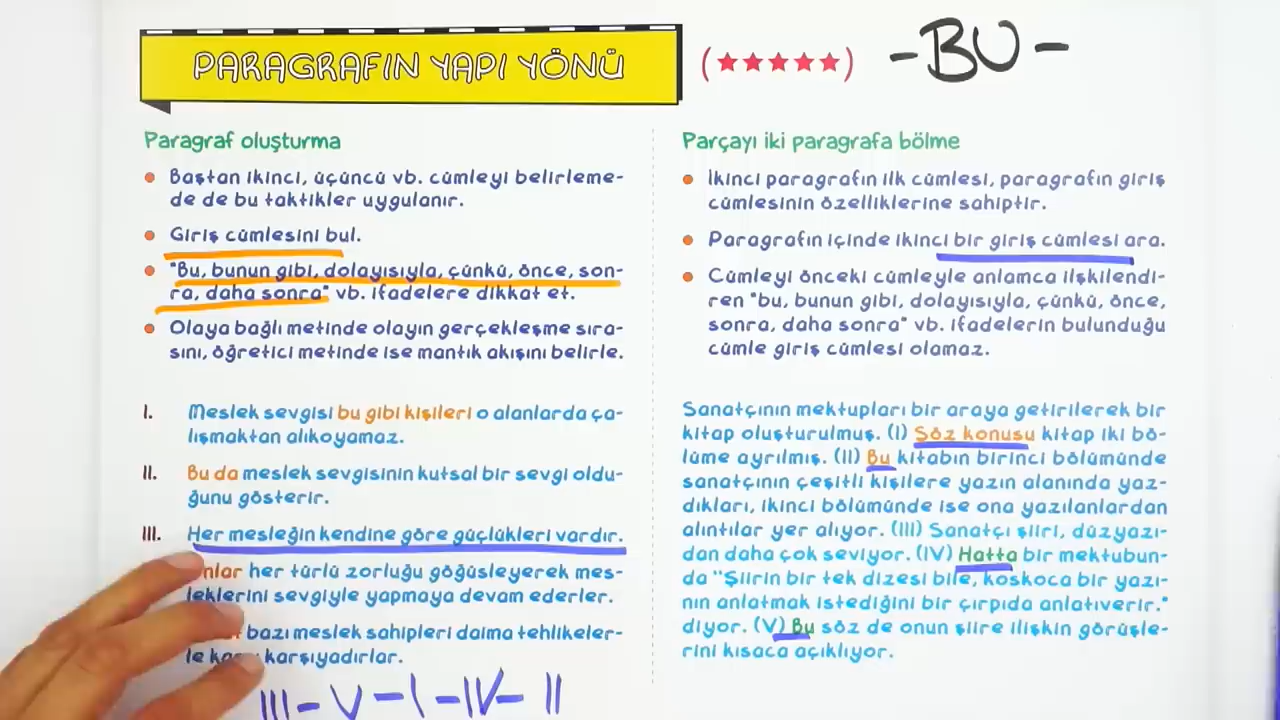 PARAGRAFIN YAPI YÖNÜ
(★★★★★)
-BU-
Paragraf oluşturma
• Baştan ikinci, üçüncü vb. cümleyi belirleme-
de de bu taktikler uygulanır.
• Giriş cümlesini bul.
• "Bu, bunun gibi, dolayısıyla, çünkü, önce, son-
ra, daha sonra" vb. ifadelere dikkat et.
• Olaya bağlı metinde olayın gerçekleşme sıra-
sını, öğretici metinde ise mantık akışını belirle.
I. Meslek sevgisi bu gibi kişileri o alanlarda ça-
lışmaktan alıkoyamaz.
II. Bu da meslek sevgisinin kutsal bir sevgi oldu-
ğunu gösterir.
III. Her mesleğin kendine göre güçlükleri vardır.
her türlü zorluğu göğüsleyerek mes-
leklerini sevgiyle yapmaya devam ederler.
bazı meslek sahipleri daima tehlikeler-
le karşı karşıyadırlar.
III - V - I - IV - II
Parçayı iki paragrafa bölme
• İkinci paragrafın ilk cümlesi, paragrafın giriş
cümlesinin özelliklerine sahiptir.
• Paragrafın içinde ikinci bir giriş cümlesi ara.
• Cümleyi önceki cümleyle anlamca ilişkilendi-
ren "bu, bunun gibi, dolayısıyla, çünkü, önce,
sonra, daha sonra" vb. ifadelerin bulunduğu
cümle giriş cümlesi olamaz.
Sanatçının mektupları bir araya getirilerek bir
kitap oluşturulmuş. (I) Söz konusu kitap iki bö-
lüme ayrılmış. (II) Bu kitabın birinci bölümünde
sanatçının çeşitli kişilere yazın alanında yaz-
dıkları, ikinci bölümünde ise ona yazılanlardan
alıntılar yer alıyor. (III) Sanatçı şiiri, düzyazı-
dan daha çok seviyor. (IV) Hatta bir mektubun-
da "Şiirin bir tek dizesi bile, koskoca bir yazı-
nın anlatmak istediğini bir çırpıda anlatıverir."
diyor. (V) Bu söz de onun şiire ilişkin görüşle-
rini kısaca açıklıyor.